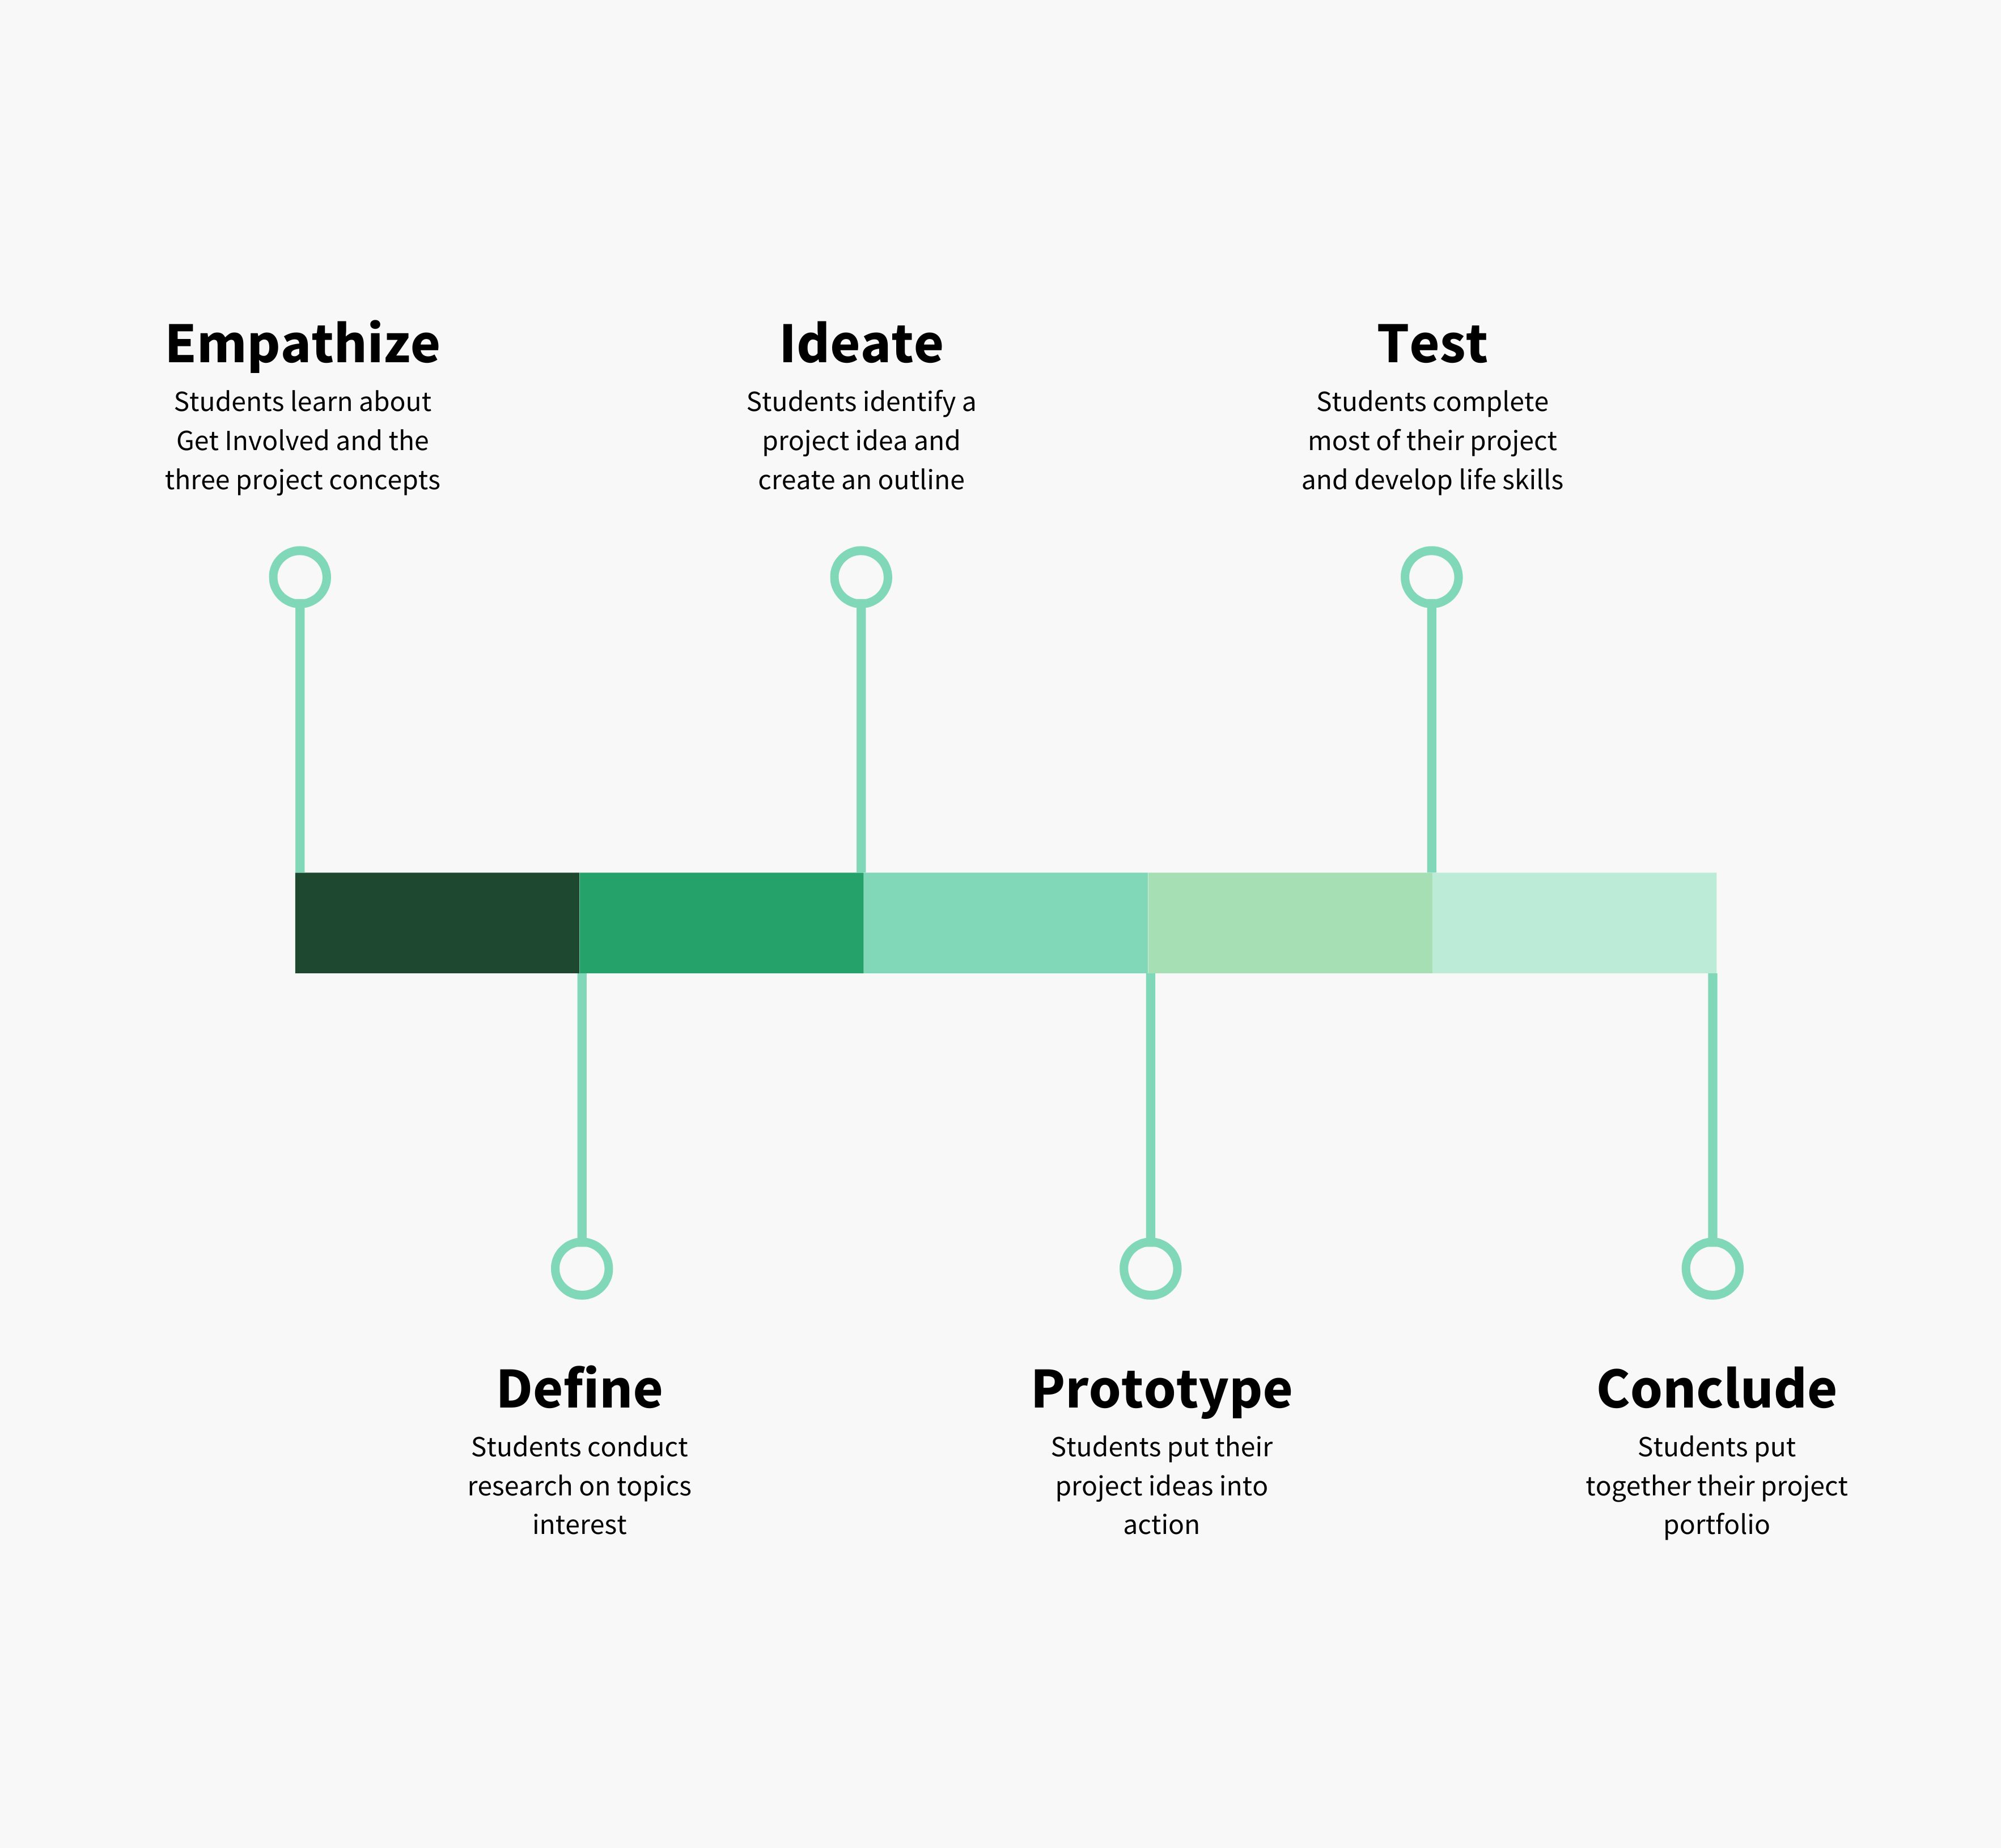 Empathize
Students learn about
Get Involved and the
three project concepts
Define
Students conduct
research on topics
interest
Ideate
Students identify a
project idea and
create an outline
Prototype
Students put their
project ideas into
action
Test
Students complete
most of their project
and develop life skills
Conclude
Students put
together their project
portfolio